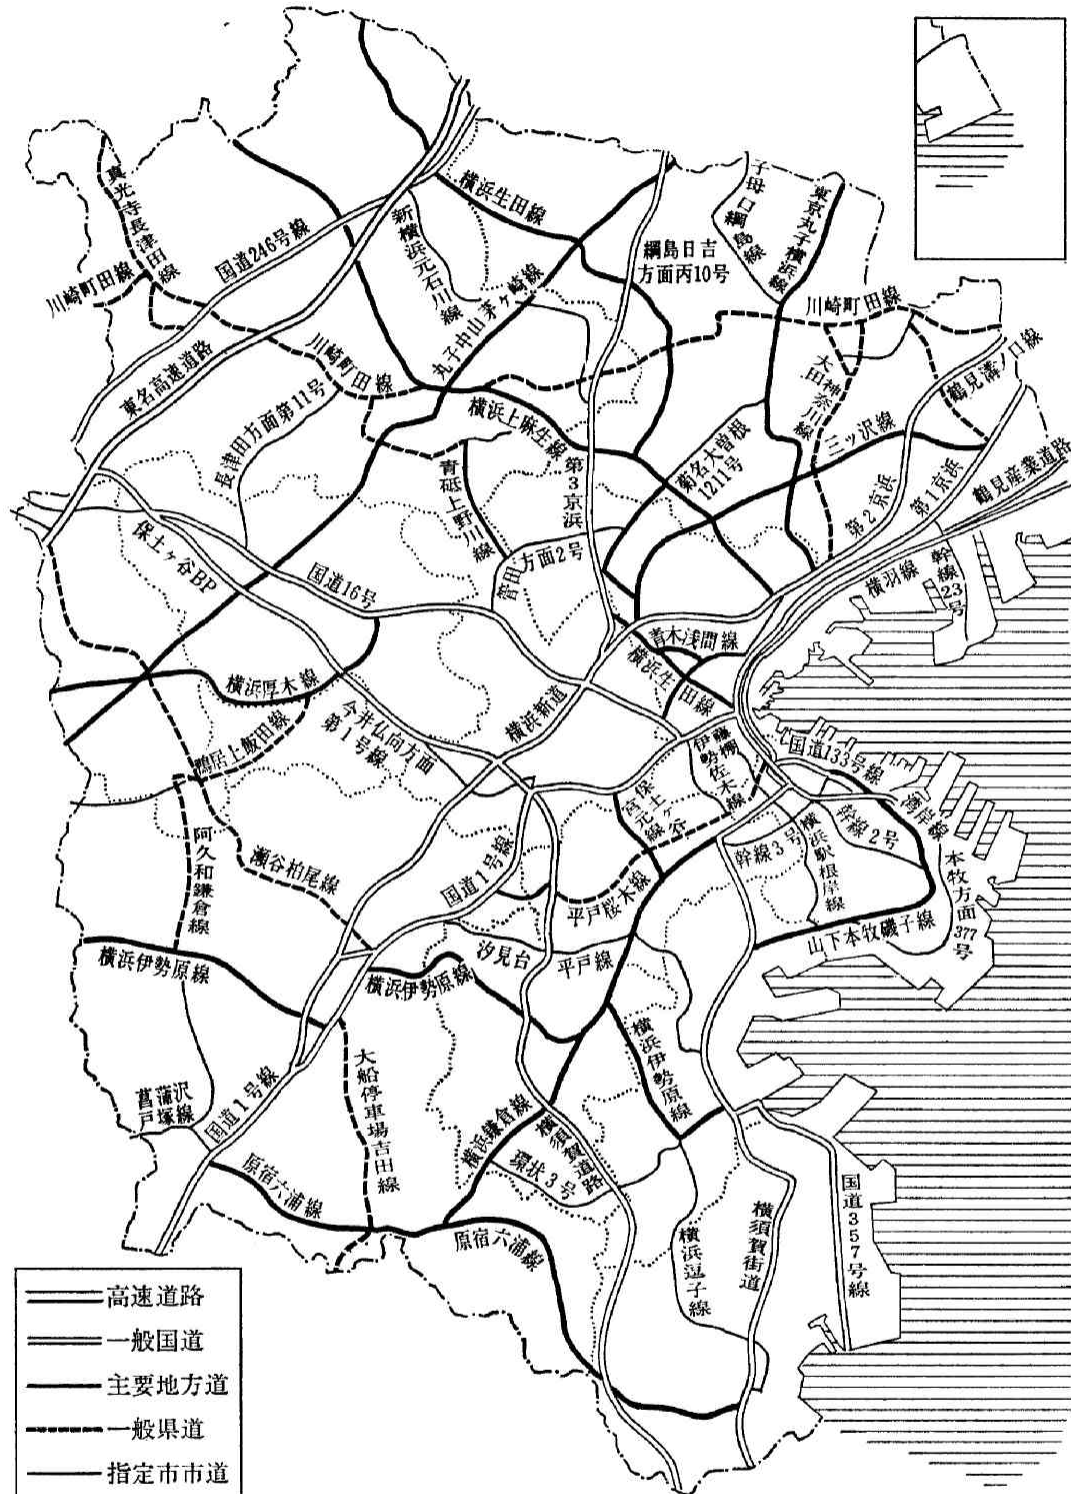 真光寺長津田線
川崎町田線
国道246号線
新横浜元石川線
横浜生田線
丸子中山茅ヶ崎線
綱島日吉
方面丙10号
子母口綱島線
東京丸子横浜線
川崎町田線
東名高速道路
川崎町田線
長津田方面第11号
横浜上麻生線
青砥上野川線
第3京浜
菊名大曽根
1211号
大田神奈川線
三ッ沢線
鶴見溝ノ口線
第2京浜
第1京浜
鶴見産業道路
横羽線
幹線23号
保土ヶ谷BP
国道16号
菅田方面2号
青木浅間線
横浜生田線
横浜厚木線
鴨居上飯田線
今井仏向方面
第1号線
横浜新道
藤棚
伊勢佐木線
国道133号線
湾岸線
幹線2号
幹線3号
横浜駅根岸線
本牧方面377号
保土ヶ谷
宮元線
阿久和鎌倉線
瀬谷柏尾線
国道1号線
平戸桜木線
山下本牧磯子線
汐見台
平戸線
横浜伊勢原線
横浜伊勢原線
横浜伊勢原線
菖蒲沢
戸塚線
国道1号線
大船停車場吉田線
横浜鎌倉線
横須賀道路
環状3号
原宿六浦線
原宿六浦線
横浜逗子線
横須賀街道
国道357号線
高速道路
一般国道
主要地方道
一般県道
指定市市道